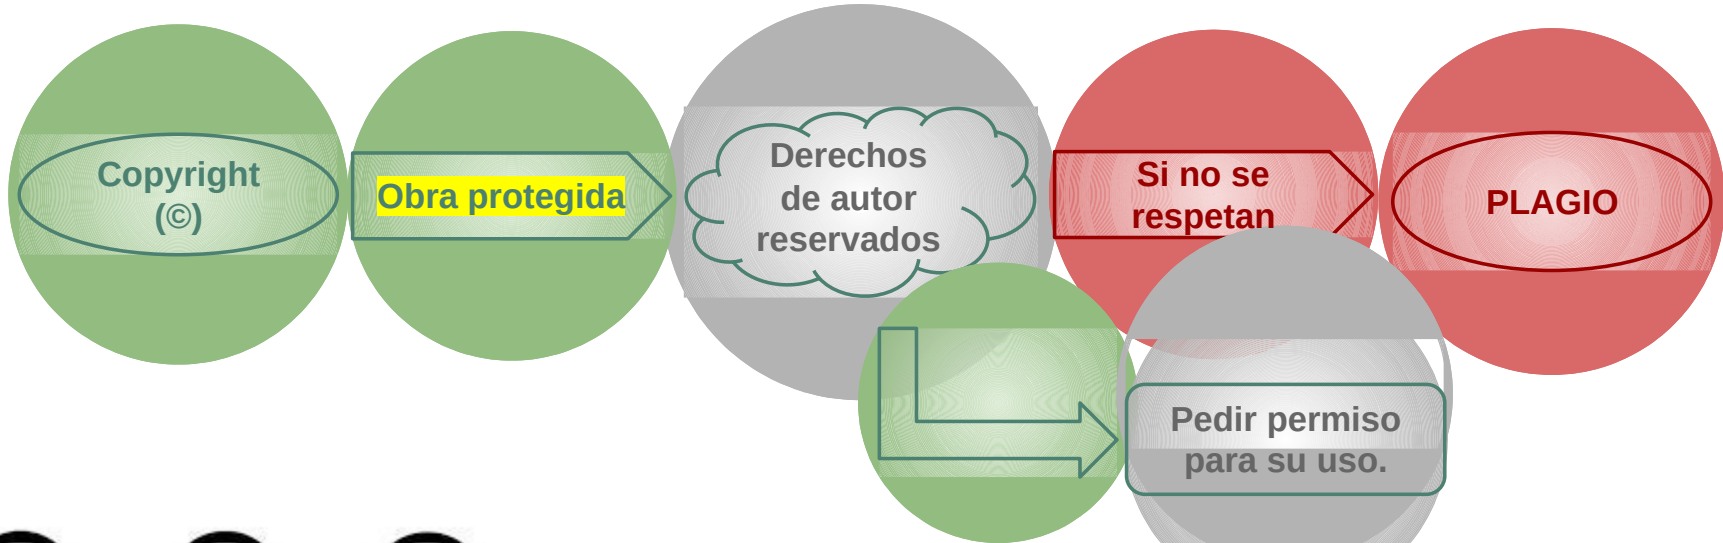 Copyright
(©)
Obra protegida
Derechos
de autor
reservados
Si no se
respetan
PLAGIO
Pedir permiso
para su uso.